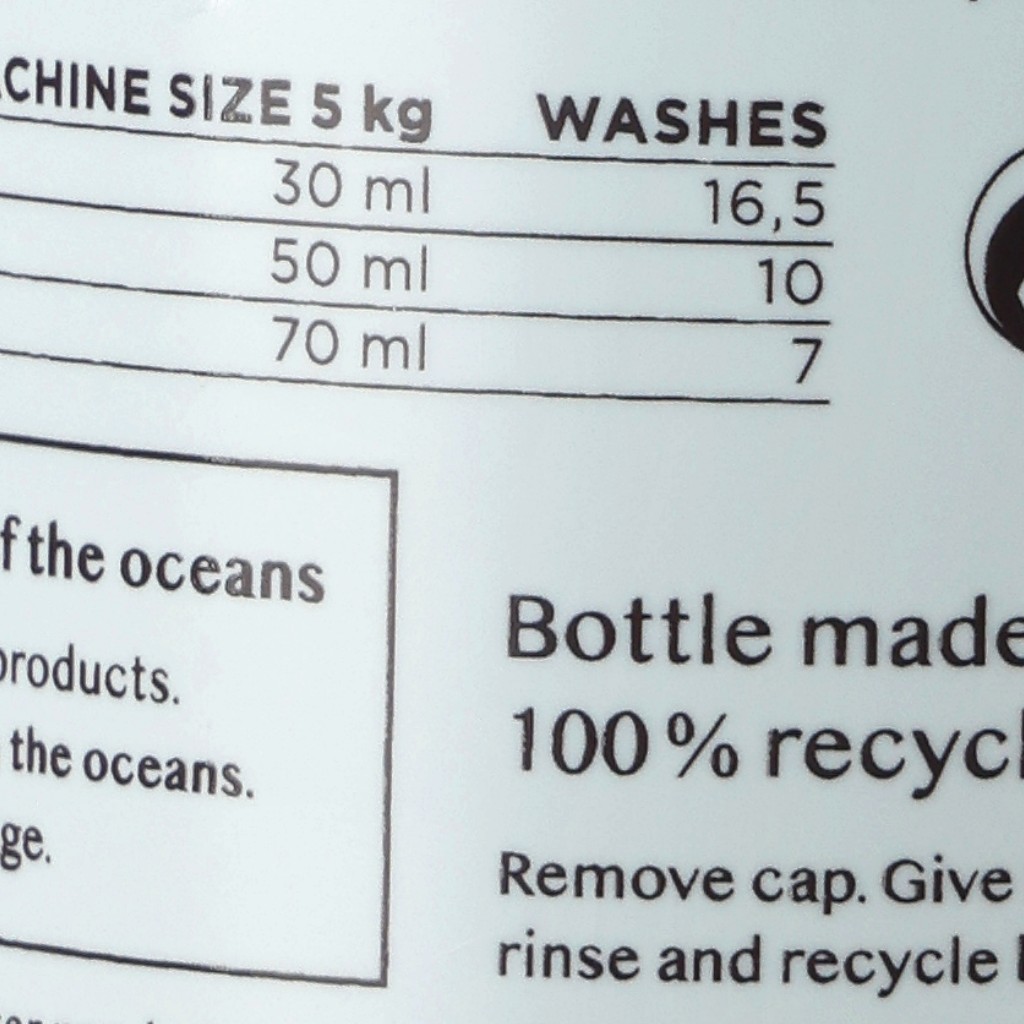 CHINE SIZE 5 kg WASHES
30 ml 16,5
50 ml 10
70 ml 7
f the oceans
products.
the oceans.
ge.
Bottle made
100 % recycl
Remove cap. Give
rinse and recycle